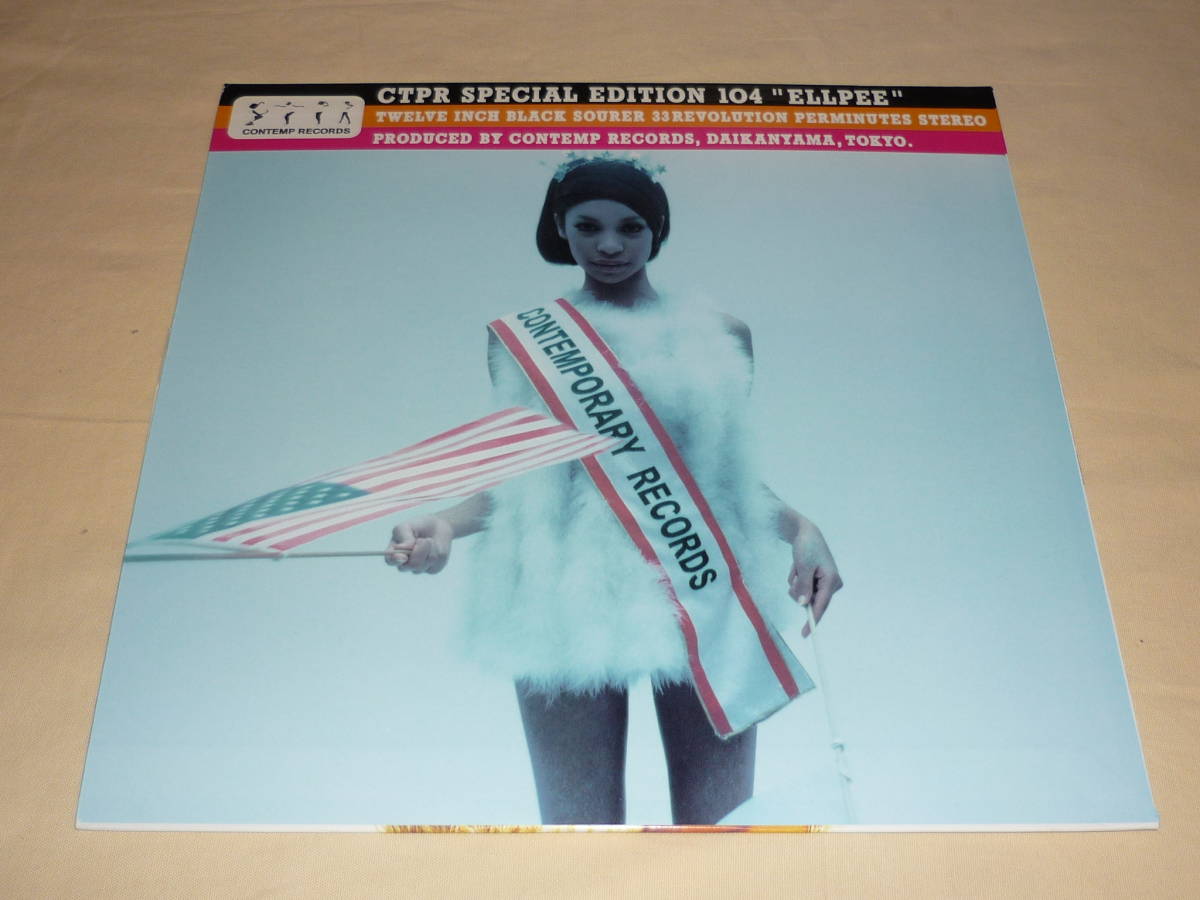 CTPR SPECIAL EDITION 104 "ELLPEE"
TWELVE INCH BLACK SOURER 33REVOLUTION PERMINUTES STEREO
CONTEMP RECORDS
PRODUCED BY CONTEMP RECORDS, DAIKANYAMA, TOKYO.
CONTEMPORARY RECORDS